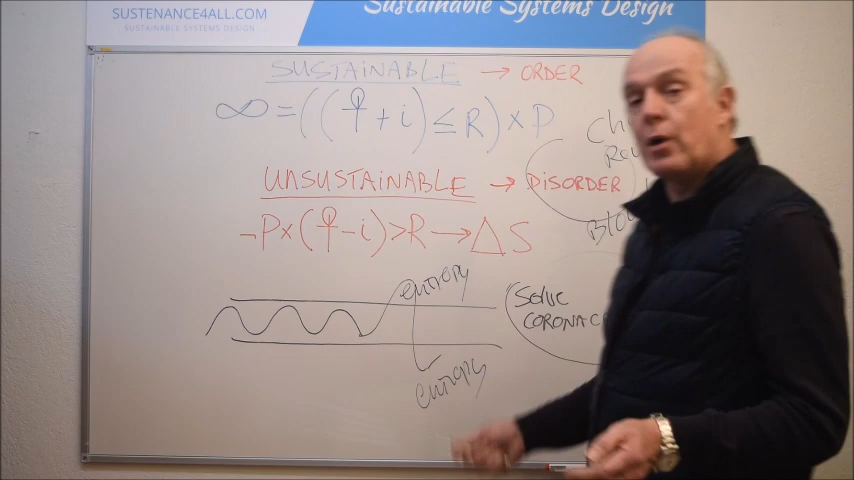 SUSTENANCE4ALL.COM
SUSTAINABLE SYSTEMS DESIGN
Sustainable Systems Design
SUSTAINABLE → ORDER
∞ = ((♀ + i) ≤ R) × P
UNSUSTAINABLE → DISORDER
¬P×(♀-i)>R→ΔS
entropy
entropy
SOLVE
CORONA